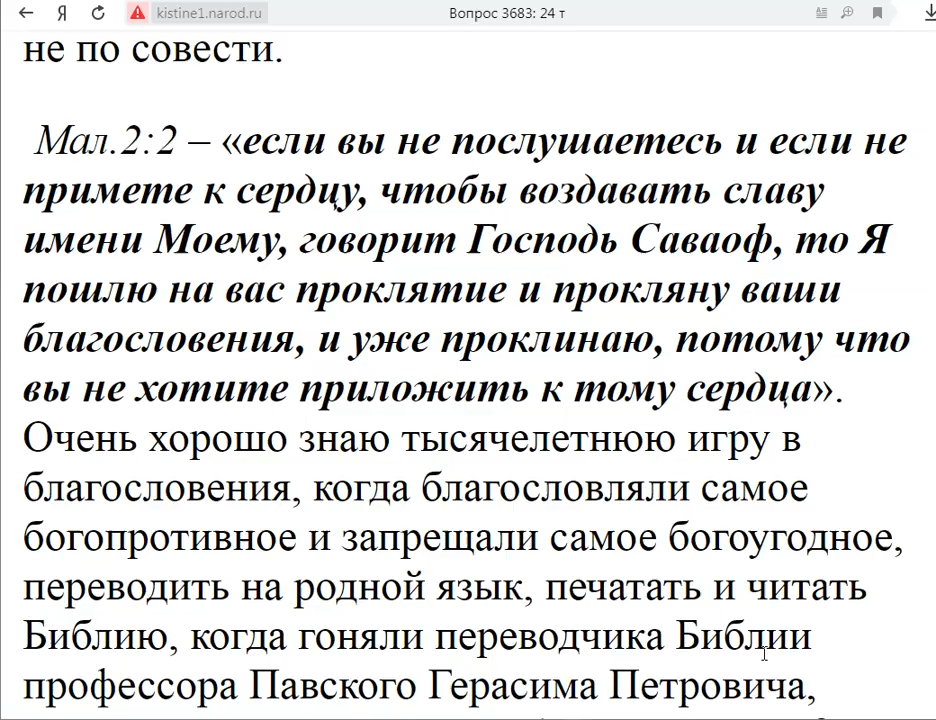 Я kistine1.narod.ru Вопрос 3683: 24 т
не по совести.
Мал.2:2 – «если вы не послушаетесь и если не
примете к сердцу, чтобы воздавать славу
имени Моему, говорит Господь Саваоф, то Я
пошлю на вас проклятие и прокляну ваши
благословения, и уже проклинаю, потому что
вы не хотите приложить к тому сердца».
Очень хорошо знаю тысячелетнюю игру в
благословения, когда благословляли самое
богопротивное и запрещали самое богоугодное,
переводить на родной язык, печатать и читать
Библию, когда гоняли переводчика Библии
профессора Павского Герасима Петровича,